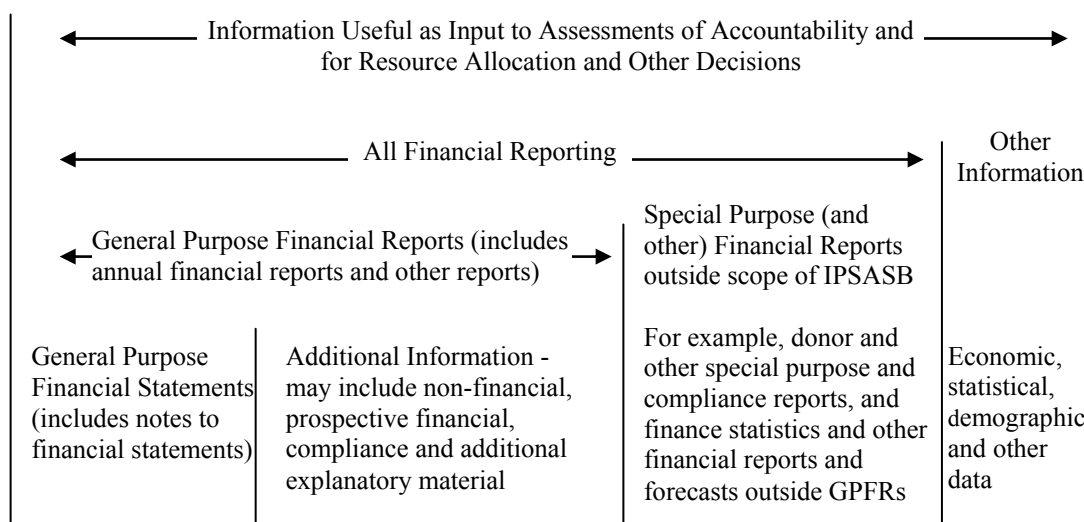 Information Useful as Input to Assessments of Accountability and
for Resource Allocation and Other Decisions
All Financial Reporting
Other
Information
General Purpose Financial Reports (includes
annual financial reports and other reports)
Special Purpose (and
other) Financial Reports
outside scope of IPSASB
General Purpose
Financial Statements
(includes notes to
financial statements)
Additional Information -
may include non-financial,
prospective financial,
compliance and additional
explanatory material
For example, donor and
other special purpose and
compliance reports, and
finance statistics and other
financial reports and
forecasts outside GPFRs
Economic,
statistical,
demographic
and other
data